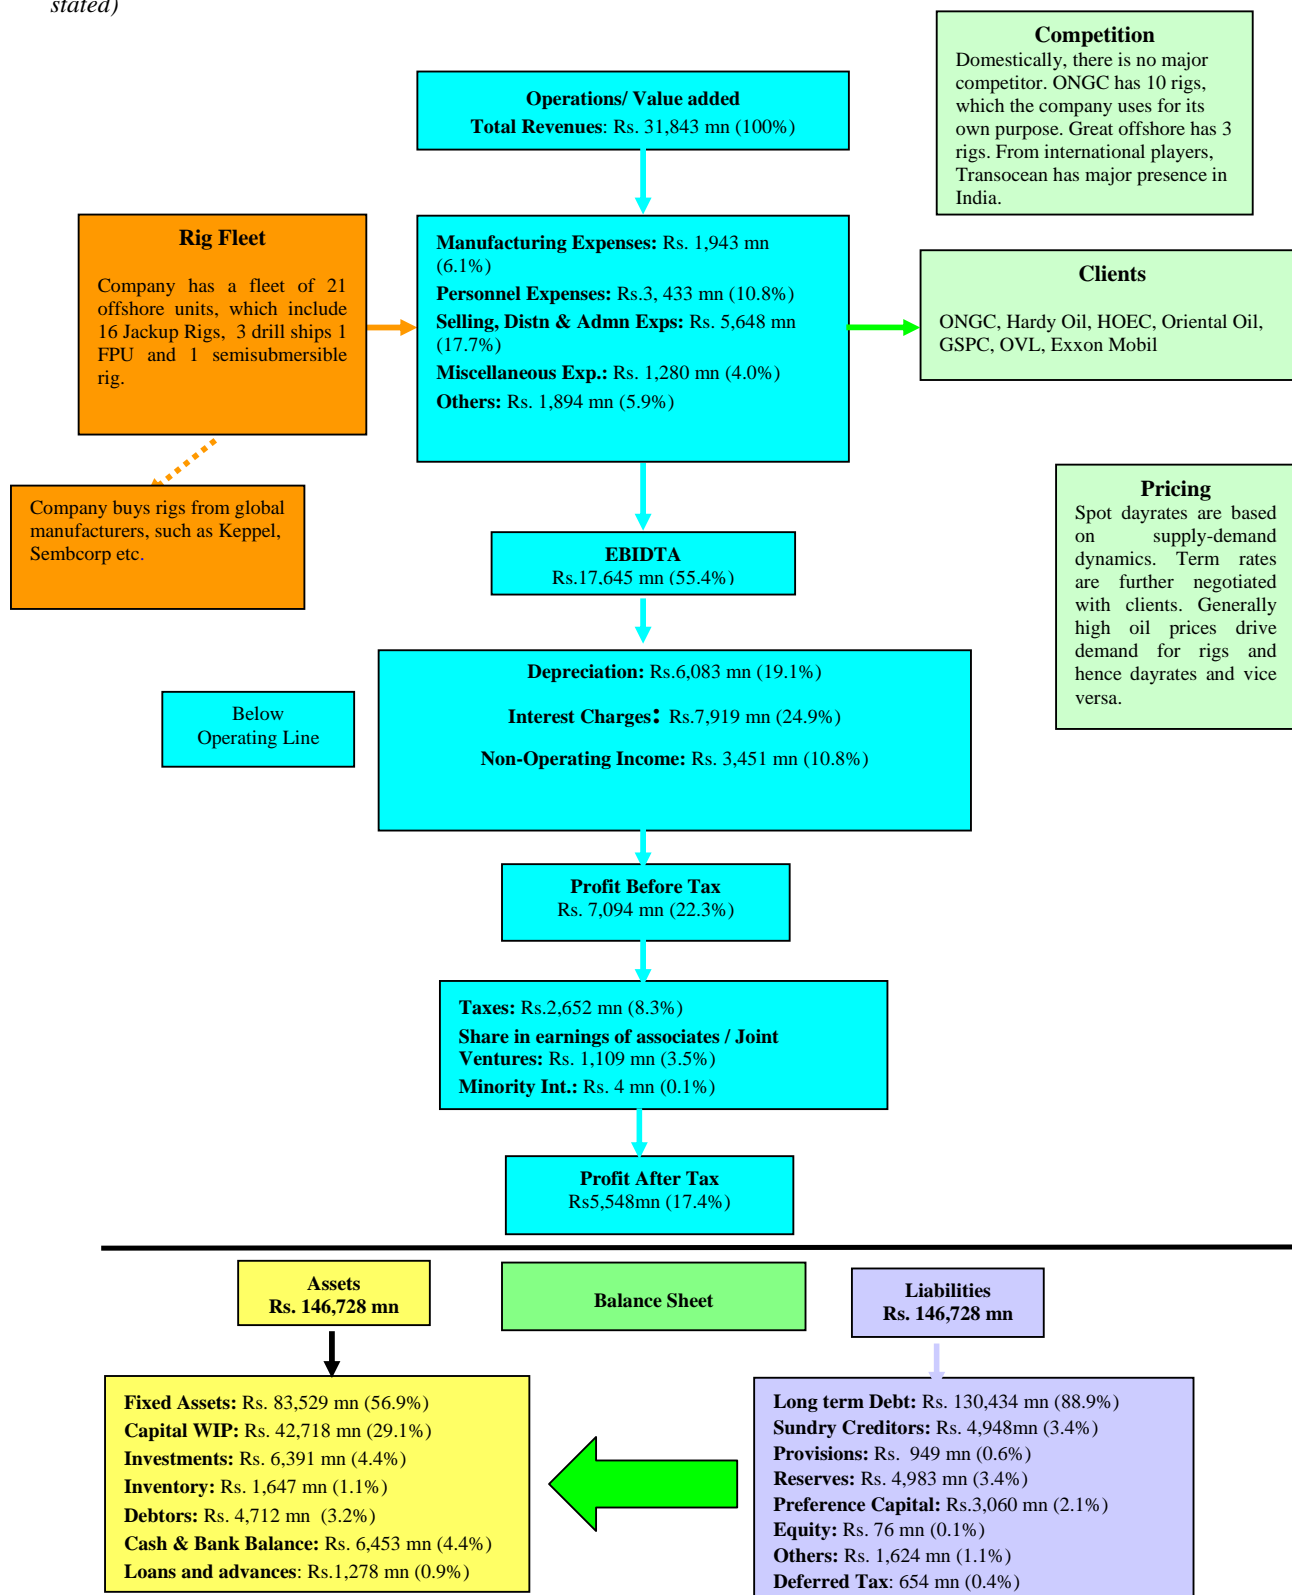 stated)
Competition
Domestically, there is no major
competitor. ONGC has 10 rigs,
which the company uses for its
own purpose. Great offshore has 3
rigs. From international players,
Transocean has major presence in
India.
Operations/ Value added
Total Revenues: Rs. 31,843 mn (100%)
Rig Fleet
Company has a fleet of 21
offshore units, which include
16 Jackup Rigs, 3 drill ships 1
FPU and 1 semisubmersible
rig.
Manufacturing Expenses: Rs. 1,943 mn
(6.1%)
Personnel Expenses: Rs.3, 433 mn (10.8%)
Selling, Distn & Admn Exps: Rs. 5,648 mn
(17.7%)
Miscellaneous Exp.: Rs. 1,280 mn (4.0%)
Others: Rs. 1,894 mn (5.9%)
Clients
ONGC, Hardy Oil, HOEC, Oriental Oil,
GSPC, OVL, Exxon Mobil
Company buys rigs from global
manufacturers, such as Keppel,
Sembcorp etc.
Pricing
Spot dayrates are based
on supply-demand
dynamics. Term rates
are further negotiated
with clients. Generally
high oil prices drive
demand for rigs and
hence dayrates and vice
versa.
EBIDTA
Rs.17,645 mn (55.4%)
Below
Operating Line
Depreciation: Rs.6,083 mn (19.1%)
Interest Charges: Rs.7,919 mn (24.9%)
Non-Operating Income: Rs. 3,451 mn (10.8%)
Profit Before Tax
Rs. 7,094 mn (22.3%)
Taxes: Rs.2,652 mn (8.3%)
Share in earnings of associates / Joint
Ventures: Rs. 1,109 mn (3.5%)
Minority Int.: Rs. 4 mn (0.1%)
Profit After Tax
Rs5,548mn (17.4%)
Assets
Rs. 146,728 mn
Balance Sheet
Liabilities
Rs. 146,728 mn
Fixed Assets: Rs. 83,529 mn (56.9%)
Capital WIP: Rs. 42,718 mn (29.1%)
Investments: Rs. 6,391 mn (4.4%)
Inventory: Rs. 1,647 mn (1.1%)
Debtors: Rs. 4,712 mn (3.2%)
Cash & Bank Balance: Rs. 6,453 mn (4.4%)
Loans and advances: Rs.1,278 mn (0.9%)
Long term Debt: Rs. 130,434 mn (88.9%)
Sundry Creditors: Rs. 4,948mn (3.4%)
Provisions: Rs. 949 mn (0.6%)
Reserves: Rs. 4,983 mn (3.4%)
Preference Capital: Rs.3,060 mn (2.1%)
Equity: Rs. 76 mn (0.1%)
Others: Rs. 1,624 mn (1.1%)
Deferred Tax: 654 mn (0.4%)